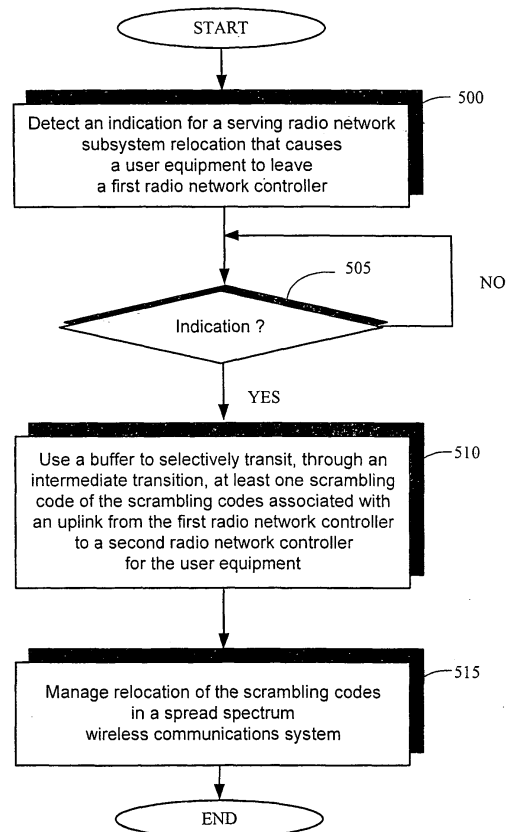 START
500
Detect an indication for a serving radio network
subsystem relocation that causes
a user equipment to leave
a first radio network controller
505
NO
Indication ?
YES
510
Use a buffer to selectively transit, through an
intermediate transition, at least one scrambling
code of the scrambling codes associated with
an uplink from the first radio network controller
to a second radio network controller
for the user equipment
515
Manage relocation of the scrambling codes
in a spread spectrum
wireless communications system
END